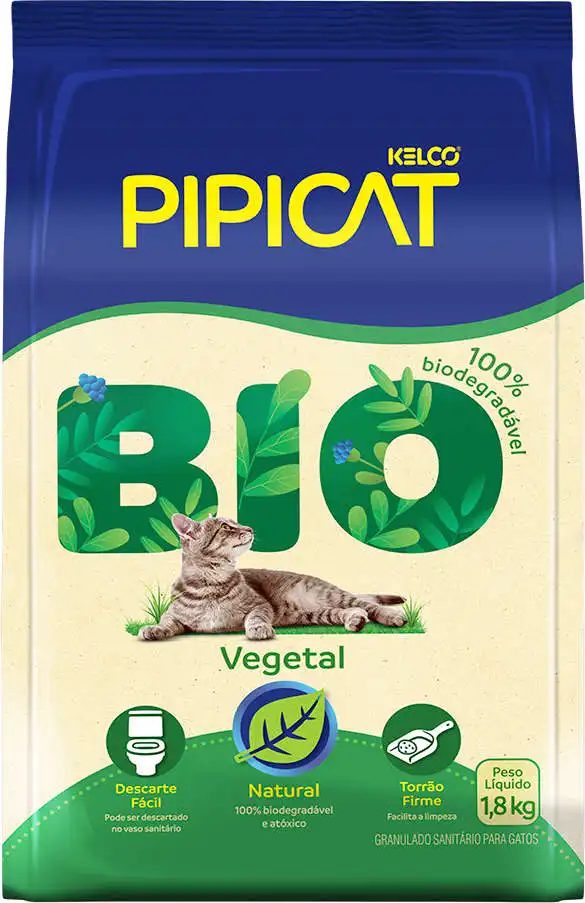 KELCO®
PIPICAT
100%
biodegradável
BIO
Vegetal
Descarte
Fácil
Pode ser descartado
no vaso sanitário
Natural
100% biodegradável
e atóxico
Torrão
Firme
Facilita a limpeza
Peso
Líquido
1,8 kg
GRANULADO SANITÁRIO PARA GATOS